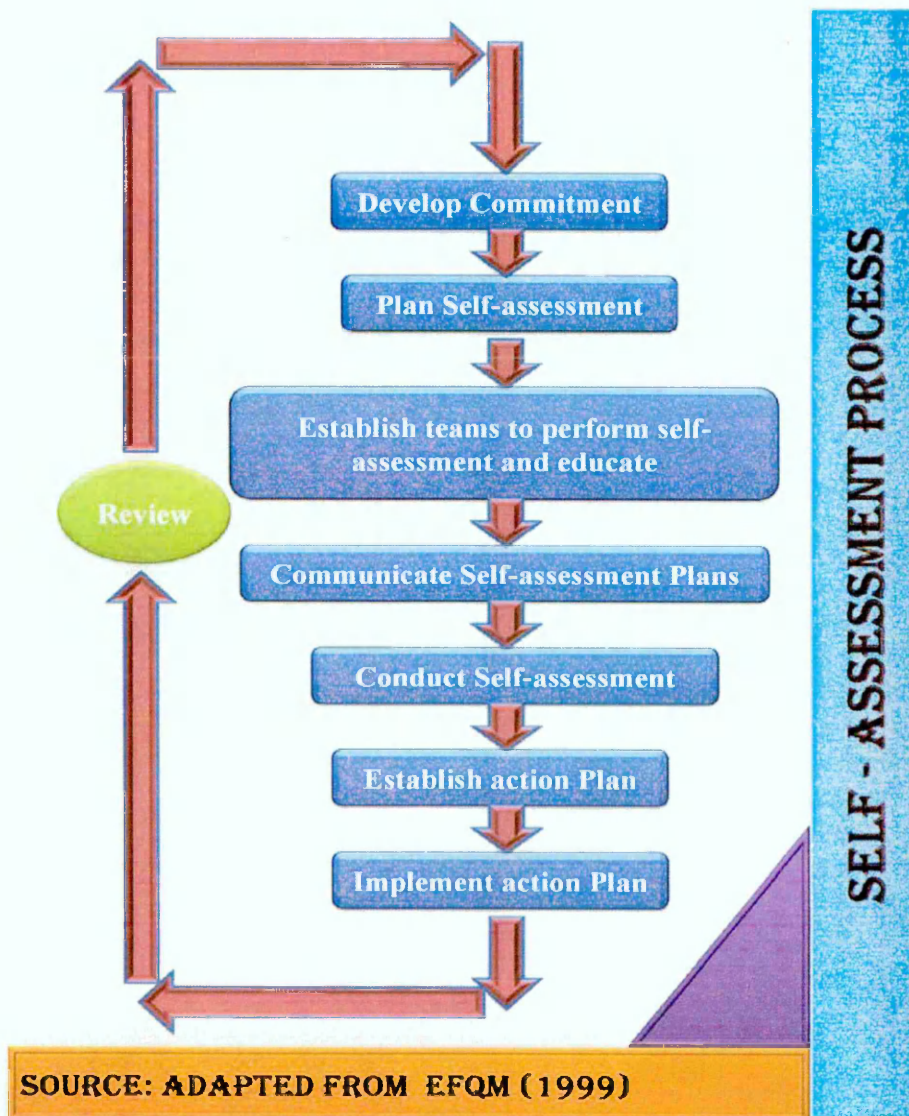 Develop Commitment
Plan Self-assessment
Establish teams to perform self-
assessment and educate
Review
Communicate Self-assessment Plans
Conduct Self-assessment
Establish action Plan
Implement action Plan
SELF - ASSESSMENT PROCESS
SOURCE: ADAPTED FROM EFQM (1999)